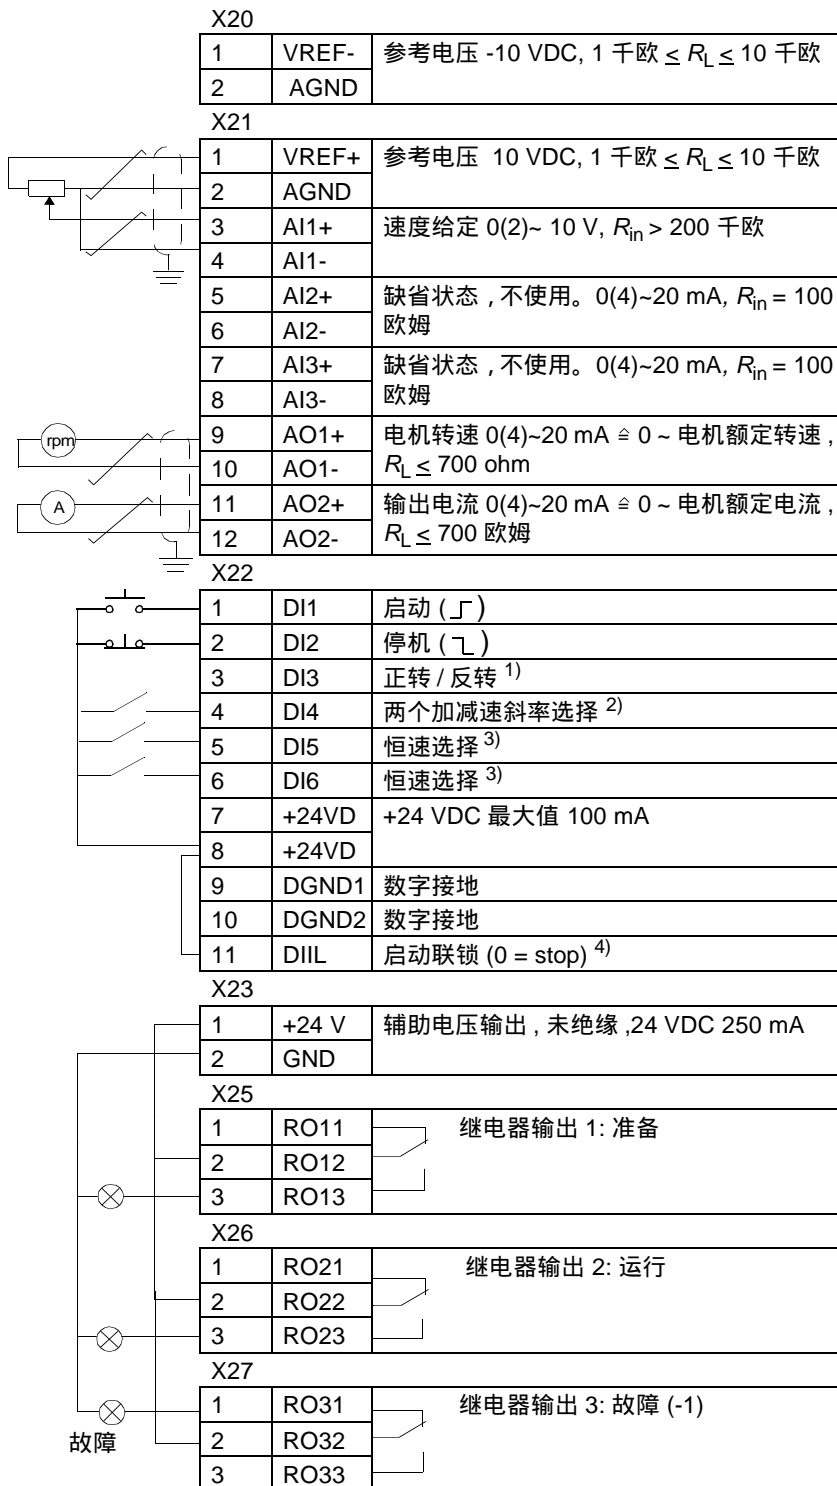 X20
1 VREF- 参考电压 -10 VDC, 1 千欧 ≤ RL ≤ 10 千欧
2 AGND
X21
1 VREF+ 参考电压 10 VDC, 1 千欧 ≤ RL ≤ 10 千欧
2 AGND
3 AI1+ 速度给定 0(2)~ 10 V, Rin > 200 千欧
4 AI1-
5 AI2+ 缺省状态 , 不使用。0(4)~20 mA, Rin = 100
6 AI2- 欧姆
7 AI3+ 缺省状态 , 不使用。0(4)~20 mA, Rin = 100
8 AI3- 欧姆
rpm 9 AO1+ 电机转速 0(4)~20 mA ≙ 0 ~ 电机额定转速 ,
10 AO1- RL ≤ 700 ohm
A 11 AO2+ 输出电流 0(4)~20 mA ≙ 0 ~ 电机额定电流 ,
12 AO2- RL ≤ 700 欧姆
X22
1 DI1 启动 ( )
2 DI2 停机 ( )
3 DI3 正转 / 反转 1)
4 DI4 两个加减速斜率选择 2)
5 DI5 恒速选择 3)
6 DI6 恒速选择 3)
7 +24VD +24 VDC 最大值 100 mA
8 +24VD
9 DGND1 数字接地
10 DGND2 数字接地
11 DIIL 启动联锁 (0 = stop) 4)
X23
1 +24 V 辅助电压输出 , 未绝缘 ,24 VDC 250 mA
2 GND
X25
1 RO11 继电器输出 1: 准备
2 RO12
3 RO13
X26
1 RO21 继电器输出 2: 运行
2 RO22
3 RO23
X27
1 RO31 继电器输出 3: 故障 (-1)
故障 2 RO32
3 RO33